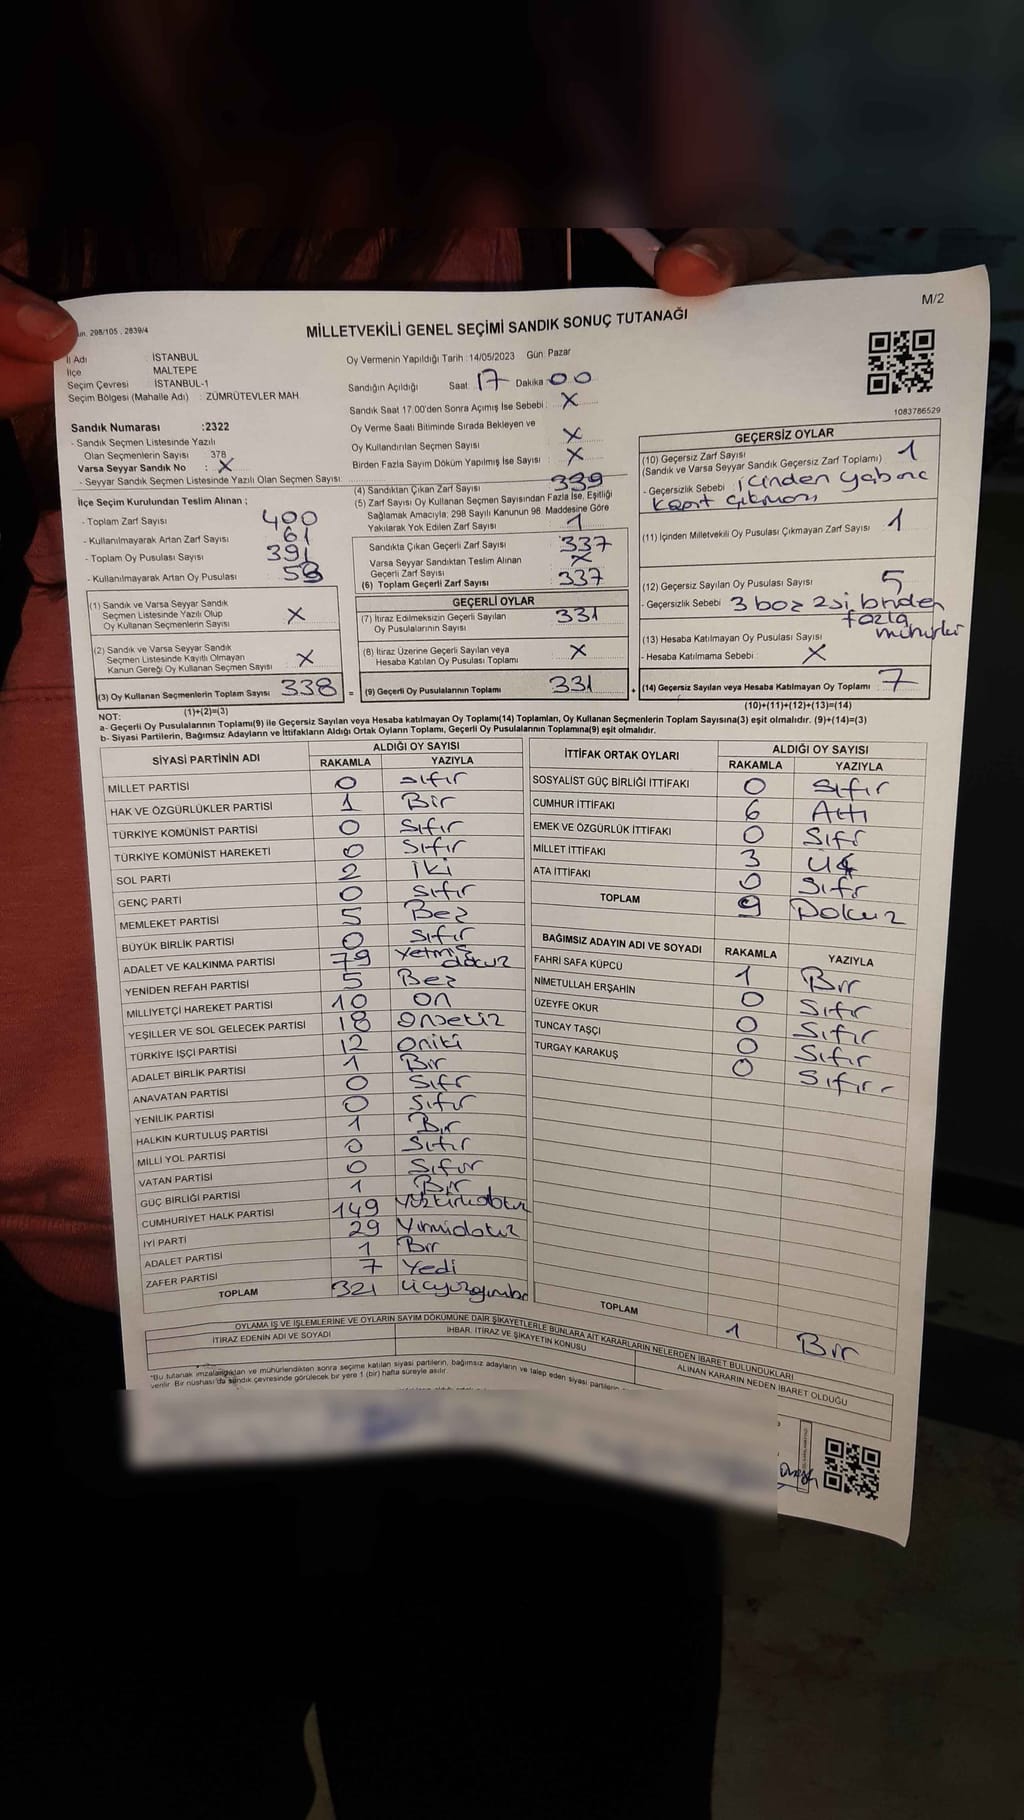 M/2
298/105 . 2839/4
MİLLETVEKİLİ GENEL SEÇİMİ SANDIK SONUÇ TUTANAĞI
İl Adı : İSTANBUL
İlçe : MALTEPE
Seçim Çevresi : İSTANBUL-1
Seçim Bölgesi (Mahalle Adı) : ZÜMRÜTEVLER MAH.
Oy Vermenin Yapıldığı Tarih : 14/05/2023 Gün: Pazar
Sandığın Açıldığı Saat 17 Dakika 00
Sandık Saat 17.00'den Sonra Açımış İse Sebebi : X
Oy Verme Saati Bitiminde Sırada Bekleyen ve
Oy Kullandırılan Seçmen Sayısı X
Birden Fazla Sayım Döküm Yapılmış İse Sayısı : X
1083786529
Sandık Numarası :2322
- Sandık Seçmen Listesinde Yazılı
Olan Seçmenlerin Sayısı 378
Varsa Seyyar Sandık No : X
- Seyyar Sandık Seçmen Listesinde Yazılı Olan Seçmen Sayısı:
İlçe Seçim Kurulundan Teslim Alınan ;
- Toplam Zarf Sayısı 400
- Kullanılmayarak Artan Zarf Sayısı 61
- Toplam Oy Pusulası Sayısı 391
- Kullanılmayarak Artan Oy Pusulası
(1) Sandık ve Varsa Seyyar Sandık
Seçmen Listesinde Yazılı Olup
Oy Kullanan Seçmenlerin Sayısı X
(2) Sandık ve Varsa Seyyar Sandık
Seçmen Listesinde Kayıtlı Olmayan
Kanun Gereği Oy Kullanan Seçmen Sayısı X
(3) Oy Kullanan Seçmenlerin Toplam Sayısı 338 =
(1)+(2)=(3)
(4) Sandıktan Çıkan Zarf Sayısı 339
(5) Zarf Sayısı Oy Kullanan Seçmen Sayısından Fazla İse, Eşitliği
Sağlamak Amacıyla; 298 Sayılı Kanunun 98. Maddesine Göre
Yakılarak Yok Edilen Zarf Sayısı 1
Sandıkta Çıkan Geçerli Zarf Sayısı 337
Varsa Seyyar Sandıktan Teslim Alınan
Geçerli Zarf Sayısı X
(6) Toplam Geçerli Zarf Sayısı 337
GEÇERLİ OYLAR
(7) İtiraz Edilmeksizin Geçerli Sayılan
Oy Pusulalarının Sayısı 331
(8) İtiraz Üzerine Geçerli Sayılan veya
Hesaba Katılan Oy Pusulası Toplamı X
(9) Geçerli Oy Pusulalarının Toplamı 331 +
GEÇERSİZ OYLAR
(10) Geçersiz Zarf Sayısı 1
(Sandık ve Varsa Seyyar Sandık Geçersiz Zarf Toplamı)
- Geçersizlik Sebebi : içinden yabancı
çıkması
(11) İçinden Milletvekili Oy Pusulası Çıkmayan Zarf Sayısı 1
(12) Geçersiz Sayılan Oy Pusulası Sayısı 5
- Geçersizlik Sebebi 3 boz 2si birden
fazla
mühürlü
(13) Hesaba Katılmayan Oy Pusulası Sayısı
- Hesaba Katılmama Sebebi : X
(14) Geçersiz Sayılan veya Hesaba Katılmayan Oy Toplamı 7
(10)+(11)+(12)+(13)=(14)
NOT:
a- Geçerli Oy Pusulalarının Toplamı(9) ile Geçersiz Sayılan veya Hesaba katılmayan Oy Toplamı(14) Toplamları, Oy Kullanan Seçmenlerin Toplam Sayısına(3) eşit olmalıdır. (9)+(14)=(3)
b- Siyasi Partilerin, Bağımsız Adayların ve İttifakların Aldığı Ortak Oyların Toplamı, Geçerli Oy Pusulalarının Toplamına(9) eşit olmalıdır.
SİYASİ PARTİNİN ADI
ALDIĞI OY SAYISI
RAKAMLA YAZIYLA
MİLLET PARTİSİ 0 sıfır
HAK VE ÖZGÜRLÜKLER PARTİSİ 1 Bir
TÜRKİYE KOMÜNİST PARTİSİ 0 Sıfır
TÜRKİYE KOMÜNİST HAREKETİ 0 Sıfır
SOL PARTİ 2 İki
GENÇ PARTİ 0 Sıfır
MEMLEKET PARTİSİ 5 Beş
BÜYÜK BİRLİK PARTİSİ 0 Sıfır
ADALET VE KALKINMA PARTİSİ 79 Yetmiş dokuz
YENİDEN REFAH PARTİSİ 5 Beş
MİLLİYETÇİ HAREKET PARTİSİ 10 On
YEŞİLLER VE SOL GELECEK PARTİSİ 18 Onsekiz
TÜRKİYE İŞÇİ PARTİSİ 12 Oniki
ADALET BİRLİK PARTİSİ 1 Bir
ANAVATAN PARTİSİ 0 Sıfır
YENİLİK PARTİSİ 0 Sıfır
HALKIN KURTULUŞ PARTİSİ 1 Bir
MİLLİ YOL PARTİSİ 0 Sıfır
VATAN PARTİSİ 0 Sıfır
GÜÇ BİRLİĞİ PARTİSİ 1 Bir
CUMHURİYET HALK PARTİSİ 149 Yüzkırkdokuz
İYİ PARTİ 29 Yirmidokuz
ADALET PARTİSİ 1 Bir
ZAFER PARTİSİ 7 Yedi
TOPLAM 321 üçyüzyirmibir
İTTİFAK ORTAK OYLARI
ALDIĞI OY SAYISI
RAKAMLA YAZIYLA
SOSYALİST GÜÇ BİRLİĞİ İTTİFAKI 0 Sıfır
CUMHUR İTTİFAKI 6 Altı
EMEK VE ÖZGÜRLÜK İTTİFAKI 0 Sıfır
MİLLET İTTİFAKI 3 Üç
ATA İTTİFAKI 0 Sıfır
TOPLAM 9 Dokuz
BAĞIMSIZ ADAYIN ADI VE SOYADI RAKAMLA YAZIYLA
FAHRİ SAFA KÜPCÜ 1 Bir
NİMETULLAH ERŞAHİN 0 Sıfır
ÜZEYFE OKUR 0 Sıfır
TUNCAY TAŞÇI 0 Sıfır
TURGAY KARAKUŞ 0 Sıfır
TOPLAM 1 Bir
OYLAMA İŞ VE İŞLEMLERİNE VE OYLARIN SAYIM DÖKÜMÜNE DAİR ŞİKAYETLERLE BUNLARA AİT KARARLARIN NELERDEN İBARET BULUNDUKLARI
İTİRAZ EDENİN ADI VE SOYADI
İHBAR, İTİRAZ VE ŞİKAYETİN KONUSU
ALINAN KARARIN NEDEN İBARET OLDUĞU
"Bu tutanak imzalandıktan ve mühürlendikten sonra seçime katılan siyasi partilerin, bağımsız adayların ve talep eden siyasi partilerin
verilir. Bir nüshası da sandık çevresinde görülecek bir yere 1 (bir) hafta süreyle asılır.